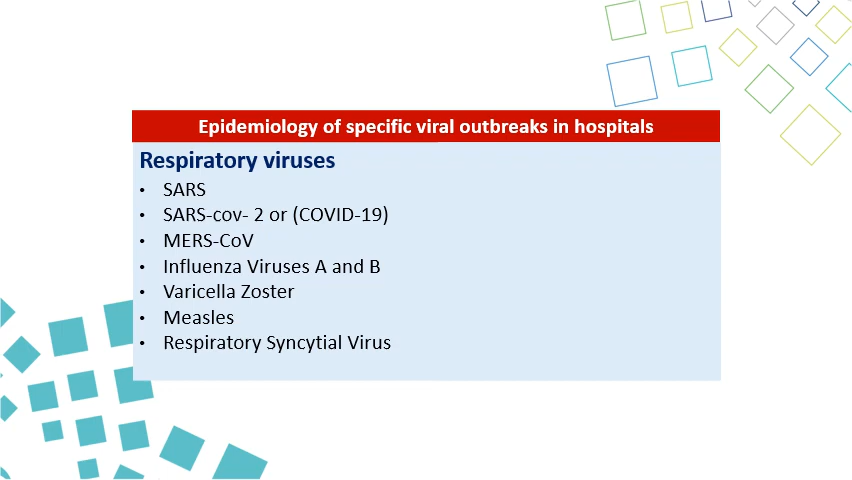 Epidemiology of specific viral outbreaks in hospitals
Respiratory viruses
• SARS
• SARS-cov- 2 or (COVID-19)
• MERS-CoV
• Influenza Viruses A and B
• Varicella Zoster
• Measles
• Respiratory Syncytial Virus